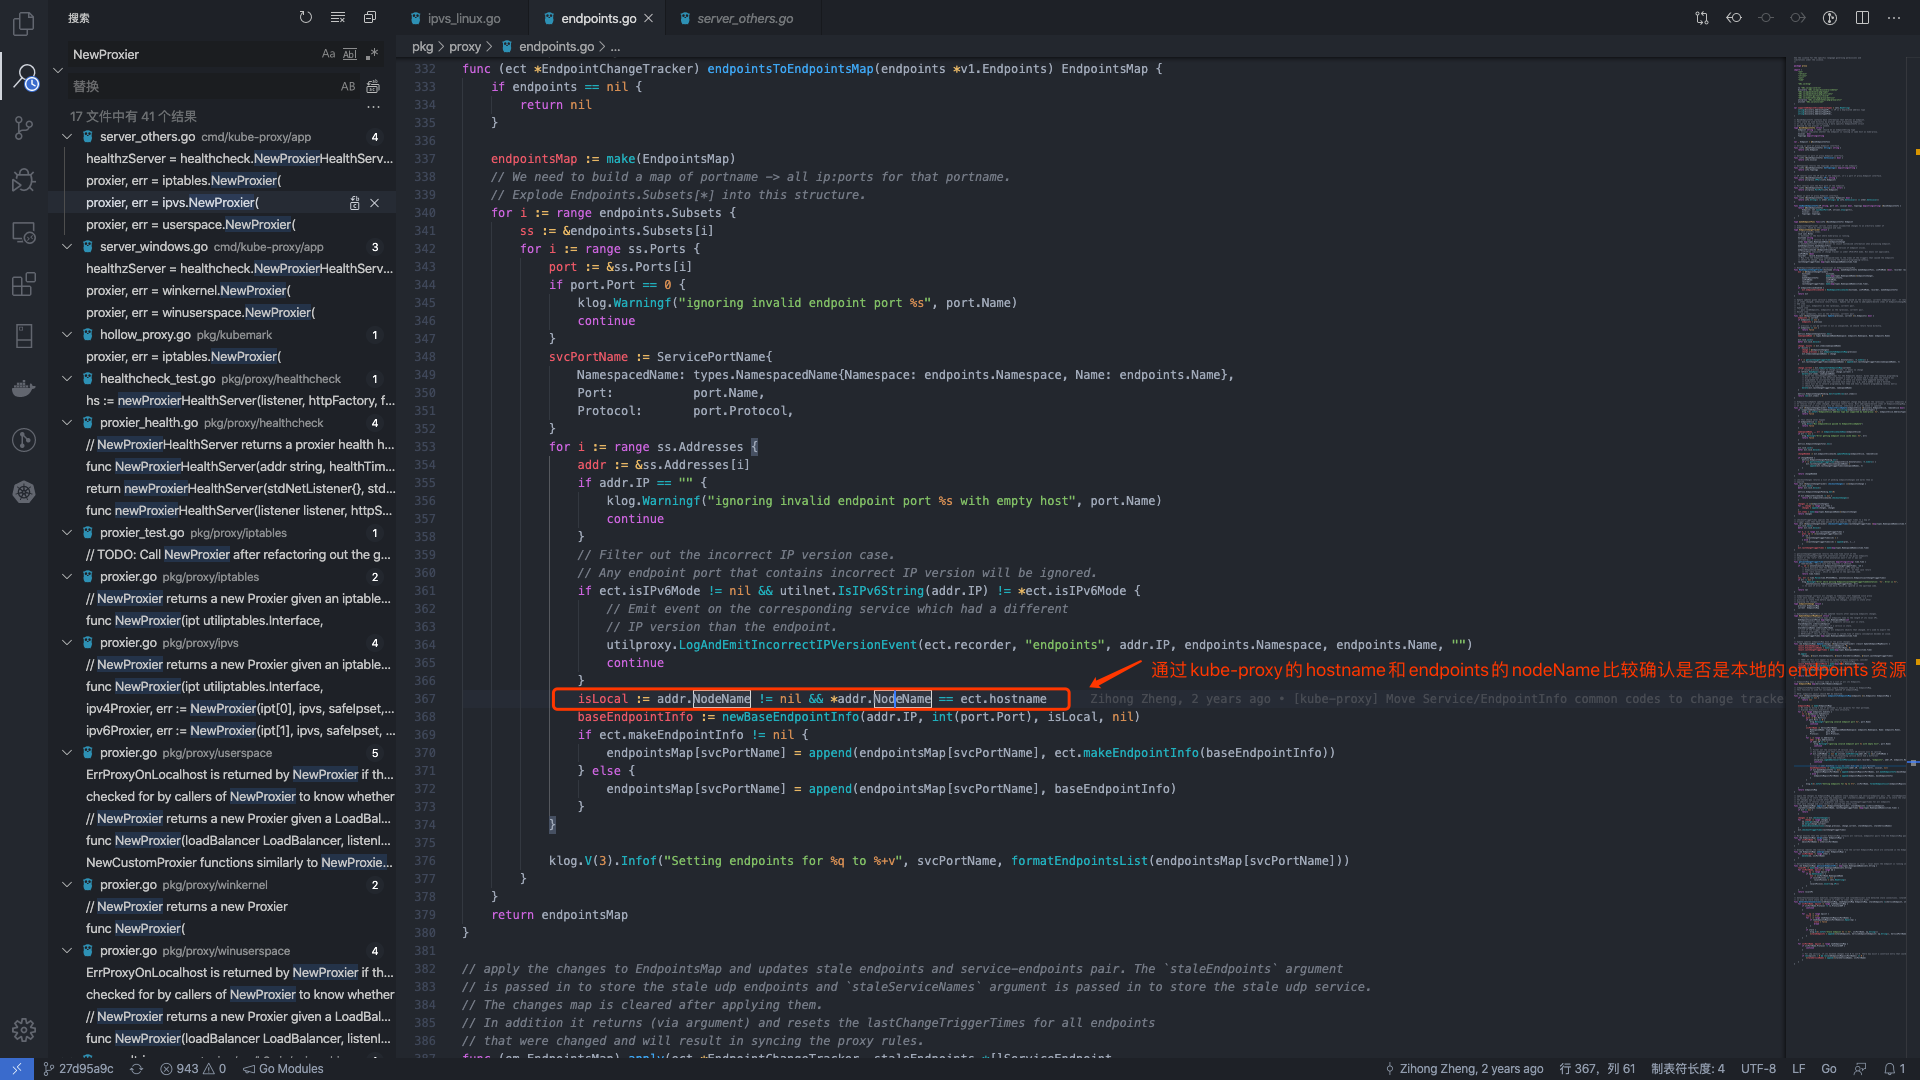 搜索
NewProxier
Aa Abl .*
替换
AB
17 文件中有 41 个结果
server_others.go cmd/kube-proxy/app 4
healthzServer = healthcheck.NewProxierHealthServ...
proxier, err = iptables.NewProxier(
proxier, err = ipvs.NewProxier(
proxier, err = userspace.NewProxier(
server_windows.go cmd/kube-proxy/app 3
healthzServer = healthcheck.NewProxierHealthServ...
proxier, err = winkernel.NewProxier(
proxier, err = winuserspace.NewProxier(
hollow_proxy.go pkg/kubemark 1
proxier, err = iptables.NewProxier(
healthcheck_test.go pkg/proxy/healthcheck 1
hs := newProxierHealthServer(listener, httpFactory, f...
proxier_health.go pkg/proxy/healthcheck 4
// NewProxierHealthServer returns a proxier health h...
func NewProxierHealthServer(addr string, healthTim...
return newProxierHealthServer(stdNetListener{}, std...
func newProxierHealthServer(listener listener, httpS...
proxier_test.go pkg/proxy/iptables 1
// TODO: Call NewProxier after refactoring out the g...
proxier.go pkg/proxy/iptables 2
// NewProxier returns a new Proxier given an iptable...
func NewProxier(ipt utiliptables.Interface,
proxier.go pkg/proxy/ipvs 4
// NewProxier returns a new Proxier given an iptable...
func NewProxier(ipt utiliptables.Interface,
ipv4Proxier, err := NewProxier(ipt[0], ipvs, safeIpset,...
ipv6Proxier, err := NewProxier(ipt[1], ipvs, safeIpset, ...
proxier.go pkg/proxy/userspace 5
ErrProxyOnLocalhost is returned by NewProxier if th...
checked for by callers of NewProxier to know whether
// NewProxier returns a new Proxier given a LoadBal...
func NewProxier(loadBalancer LoadBalancer, listenI...
NewCustomProxier functions similarly to NewProxie...
proxier.go pkg/proxy/winkernel 2
// NewProxier returns a new Proxier
func NewProxier(
proxier.go pkg/proxy/winuserspace 4
ErrProxyOnLocalhost is returned by NewProxier if th...
checked for by callers of NewProxier to know whether
// NewProxier returns a new Proxier given a LoadBal...
func NewProxier(loadBalancer LoadBalancer, listenI...
ipvs_linux.go endpoints.go server_others.go
pkg > proxy > endpoints.go > ...
332 func (ect *EndpointChangeTracker) endpointsToEndpointsMap(endpoints *v1.Endpoints) EndpointsMap {
333 if endpoints == nil {
334 return nil
335 }
336
337 endpointsMap := make(EndpointsMap)
338 // We need to build a map of portname -> all ip:ports for that portname.
339 // Explode Endpoints.Subsets[*] into this structure.
340 for i := range endpoints.Subsets {
341 ss := &endpoints.Subsets[i]
342 for i := range ss.Ports {
343 port := &ss.Ports[i]
344 if port.Port == 0 {
345 klog.Warningf("ignoring invalid endpoint port %s", port.Name)
346 continue
347 }
348 svcPortName := ServicePortName{
349 NamespacedName: types.NamespacedName{Namespace: endpoints.Namespace, Name: endpoints.Name},
350 Port: port.Name,
351 Protocol: port.Protocol,
352 }
353 for i := range ss.Addresses {
354 addr := &ss.Addresses[i]
355 if addr.IP == "" {
356 klog.Warningf("ignoring invalid endpoint port %s with empty host", port.Name)
357 continue
358 }
359 // Filter out the incorrect IP version case.
360 // Any endpoint port that contains incorrect IP version will be ignored.
361 if ect.isIPv6Mode != nil && utilnet.IsIPv6String(addr.IP) != *ect.isIPv6Mode {
362 // Emit event on the corresponding service which had a different
363 // IP version than the endpoint.
364 utilproxy.LogAndEmitIncorrectIPVersionEvent(ect.recorder, "endpoints", addr.IP, endpoints.Namespace, endpoints.Name, "")
365 continue
通过 kube-proxy 的 hostname 和 endpoints 的 nodeName 比较确认是否是本地的 endpoints 资源
366 }
367 isLocal := addr.NodeName != nil && *addr.NodeName == ect.hostname Zihong Zheng, 2 years ago • [kube-proxy] Move Service/EndpointInfo common codes to change tracke
368 baseEndpointInfo := newBaseEndpointInfo(addr.IP, int(port.Port), isLocal, nil)
369 if ect.makeEndpointInfo != nil {
370 endpointsMap[svcPortName] = append(endpointsMap[svcPortName], ect.makeEndpointInfo(baseEndpointInfo))
371 } else {
372 endpointsMap[svcPortName] = append(endpointsMap[svcPortName], baseEndpointInfo)
373 }
374 }
375
376 klog.V(3).Infof("Setting endpoints for %q to %+v", svcPortName, formatEndpointsList(endpointsMap[svcPortName]))
377 }
378 }
379 return endpointsMap
380 }
381
382 // apply the changes to EndpointsMap and updates stale endpoints and service-endpoints pair. The `staleEndpoints` argument
383 // is passed in to store the stale udp endpoints and `staleServiceNames` argument is passed in to store the stale udp service.
384 // The changes map is cleared after applying them.
385 // In addition it returns (via argument) and resets the lastChangeTriggerTimes for all endpoints
386 // that were changed and will result in syncing the proxy rules.
387 func (em EndpointsMap) apply(ect *EndpointChangeTracker, staleEndpoints *[]ServiceEndpoint,
27d95a9c 943 0 Go Modules Zihong Zheng, 2 years ago 行 367，列 61 制表符长度: 4 UTF-8 LF Go 1